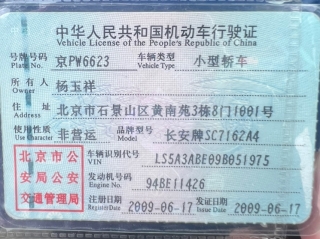 中华人民共和国机动车行驶证
Vehicle License of the People's Republic of China
号牌号码 京PW6623 车辆类型 小型轿车
Plate No. Vehicle Type
所有人 杨玉祥
Owner
住址 北京市石景山区黄南苑3栋8门1001号
Address
使用性质 非营运 品牌型号 长安牌SC7162A4
Use Character Model
北京市公安局公安交通管理局
车辆识别代号 LS5A3ABE09B051975
VIN
发动机号码 94BE11426
Engine No.
注册日期 2009-06-17 发证日期 2009-06-17
Register Date Issue Date